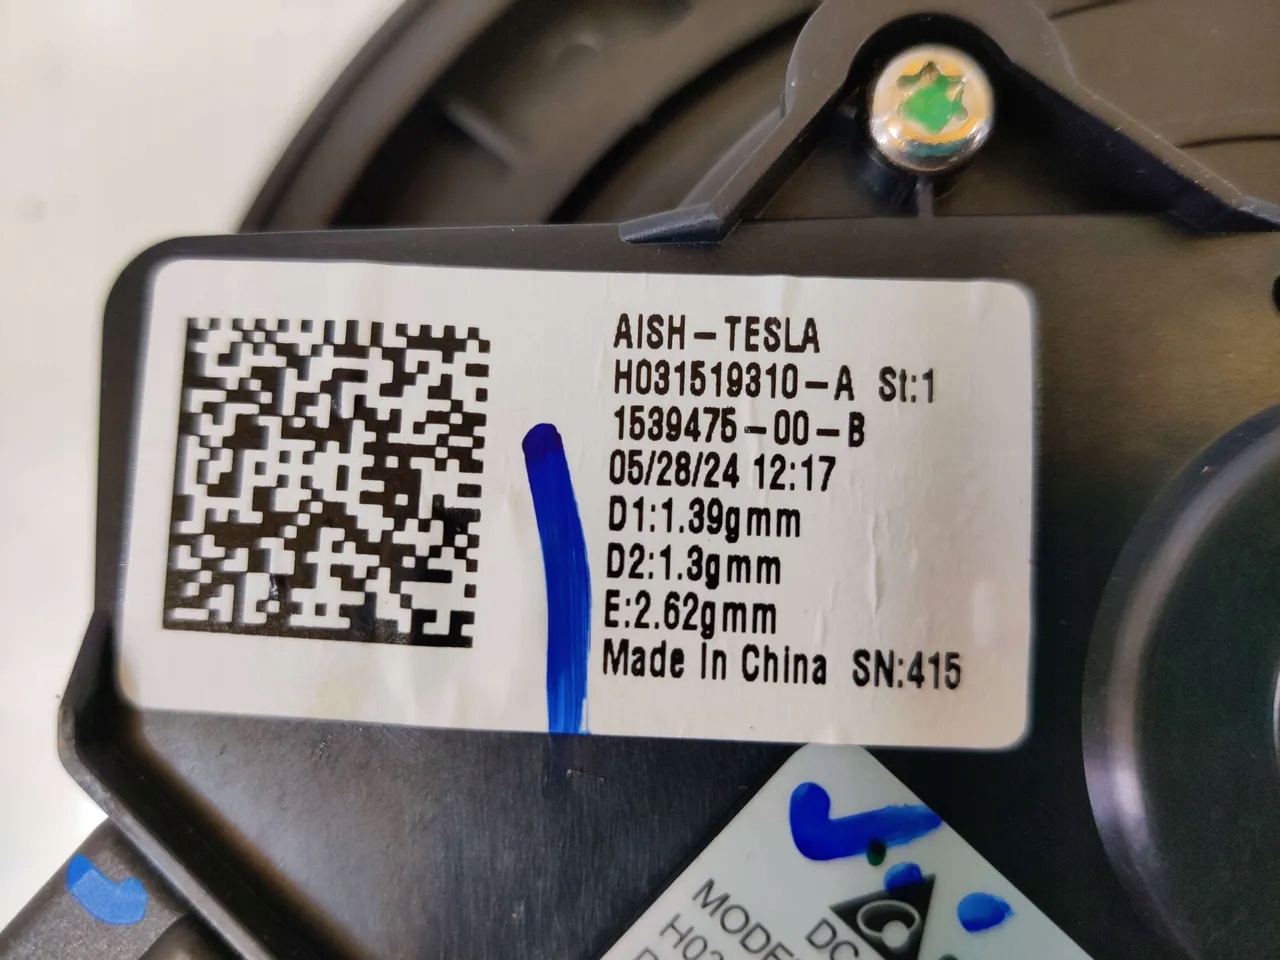 AISH-TESLA
H031519310-A St:1
1539475-00-B
05/28/24 12:17
D1:1.39gmm
D2:1.3gmm
E:2.62gmm
Made In China SN:415
DC